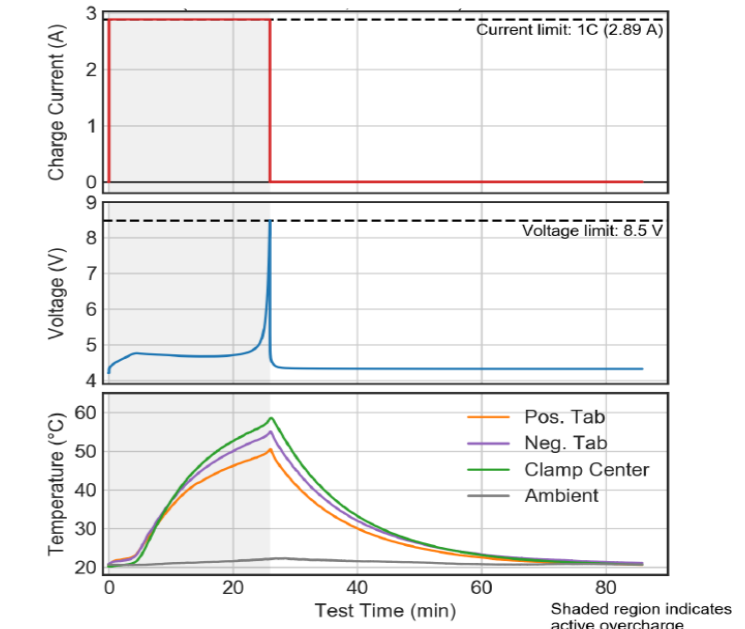 3
Current limit: 1C (2.89 A)
2
1
0
Charge Current (A)
9
Voltage limit: 8.5 V
8
7
6
5
4
Voltage (V)
60
50
40
30
20
Temperature (°C)
Pos. Tab
Neg. Tab
Clamp Center
Ambient
0 20 40 60 80
Test Time (min)
Shaded region indicates
active overcharge